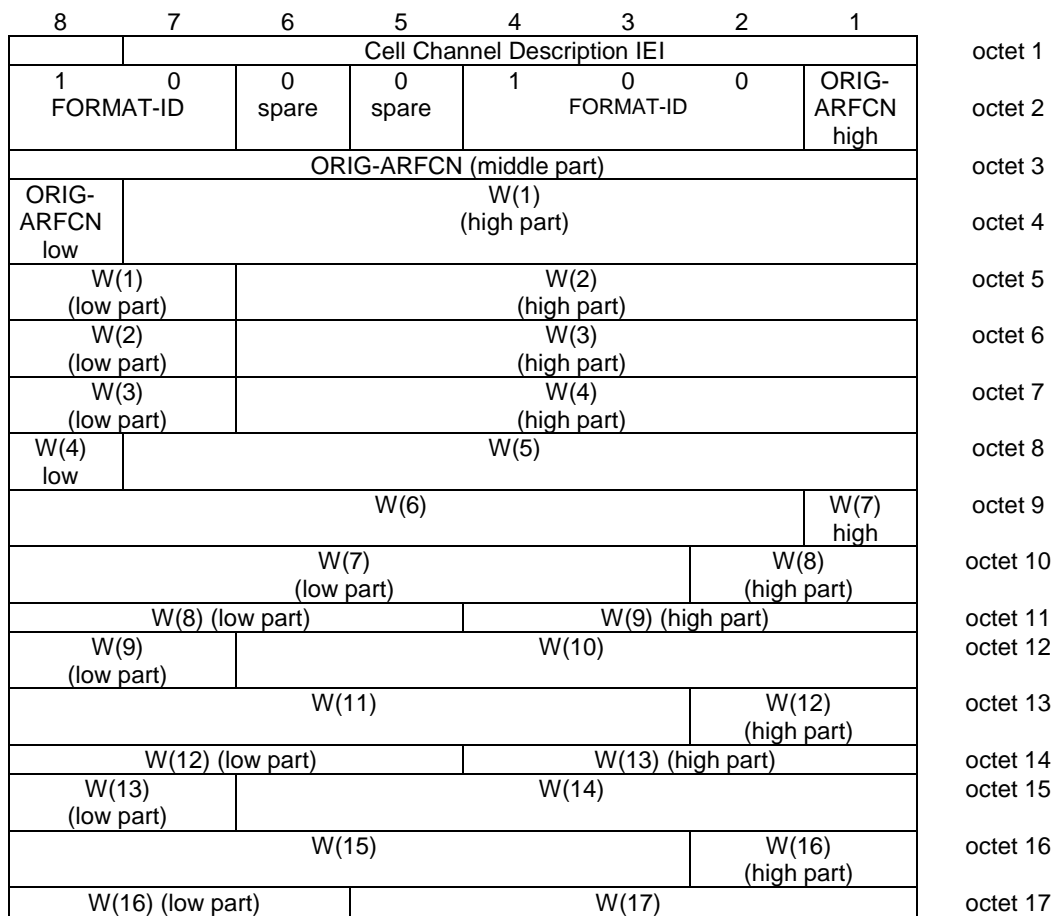 8 7 6 5 4 3 2 1
Cell Channel Description IEI octet 1
1 0 0 0 1 0 0 ORIG-
FORMAT-ID spare spare FORMAT-ID ARFCN octet 2
high
ORIG-ARFCN (middle part) octet 3
ORIG- W(1)
ARFCN (high part) octet 4
low
W(1) W(2) octet 5
(low part) (high part)
W(2) W(3) octet 6
(low part) (high part)
W(3) W(4) octet 7
(low part) (high part)
W(4) W(5) octet 8
low
W(6) W(7) octet 9
high
W(7) W(8) octet 10
(low part) (high part)
W(8) (low part) W(9) (high part) octet 11
W(9) W(10) octet 12
(low part)
W(11) W(12) octet 13
(high part)
W(12) (low part) W(13) (high part) octet 14
W(13) W(14) octet 15
(low part)
W(15) W(16) octet 16
(high part)
W(16) (low part) W(17) octet 17